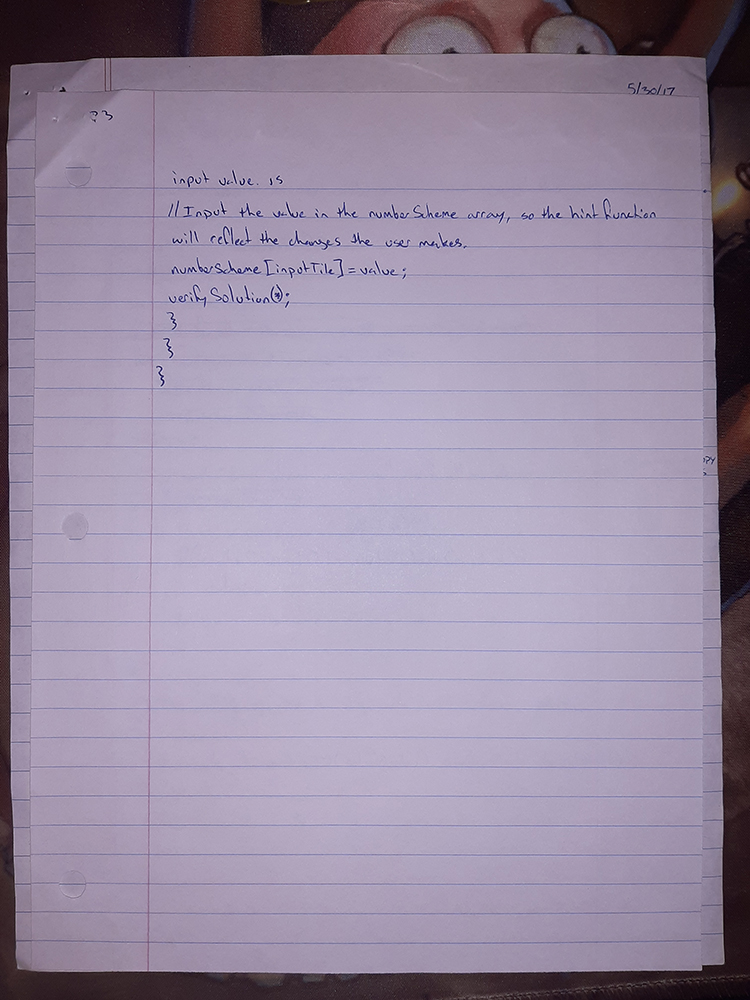 5/30/17
P3
input value. is
//Input the value in the numberScheme array, so the hint function
will reflect the changes the user makes.
numberScheme[inputTile]=value;
verifySolution();
}
}
}